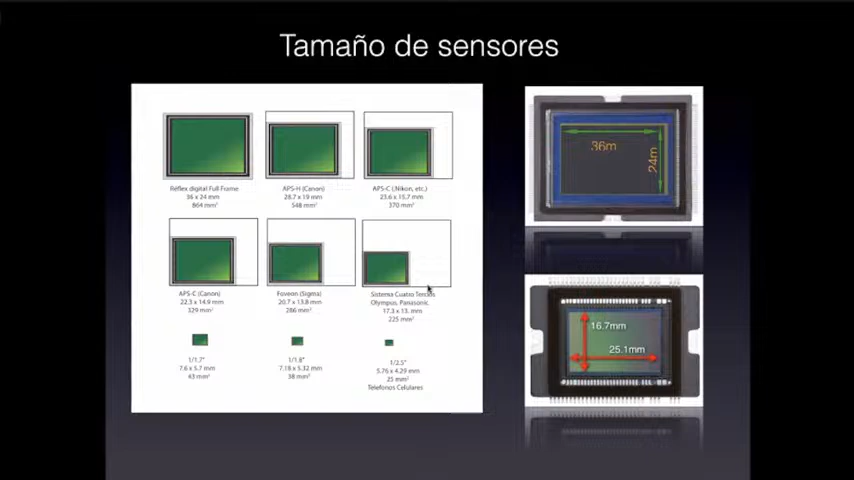 Tamaño de sensores
Réflex digital Full Frame
36 x 24 mm
864 mm²
APS-H (Canon)
28.7 x 19 mm
548 mm²
APS-C (,Nikon, etc.)
23.6 x 15.7 mm
370 mm²
APS-C (Canon)
22.3 x 14.9 mm
329 mm²
Foveon (Sigma)
20.7 x 13.8 mm
286 mm²
Sistema Cuatro Tercios
Olympus, Panasonic.
17.3 x 13. mm
225 mm²
1/1.7"
7.6 x 5.7 mm
43 mm²
1/1.8"
7.18 x 5.32 mm
38 mm²
1/2.5"
5.76 x 4.29 mm
25 mm²
Teléfonos Celulares
36m
24m
16.7mm
25.1mm